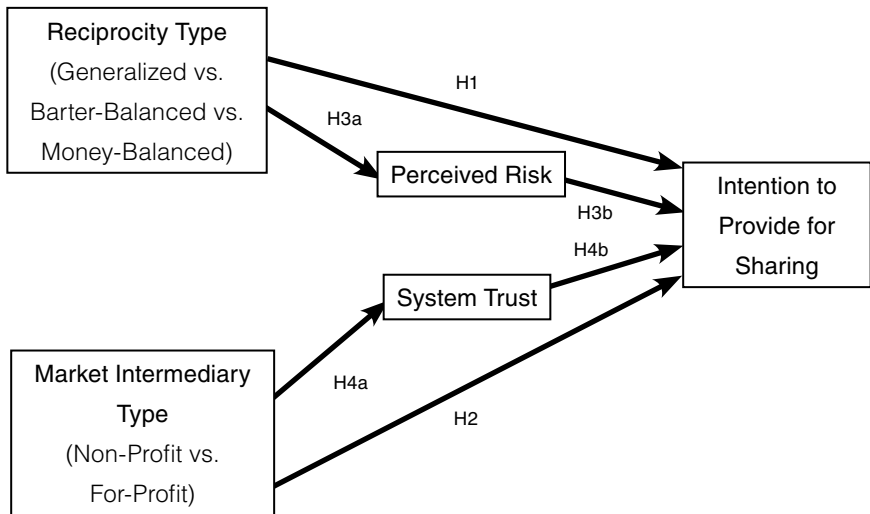 Reciprocity Type
(Generalized vs.
Barter-Balanced vs.
Money-Balanced)
H1
H3a
Perceived Risk
H3b
Intention to
Provide for
Sharing
H4b
System Trust
H4a
H2
Market Intermediary
Type
(Non-Profit vs.
For-Profit)